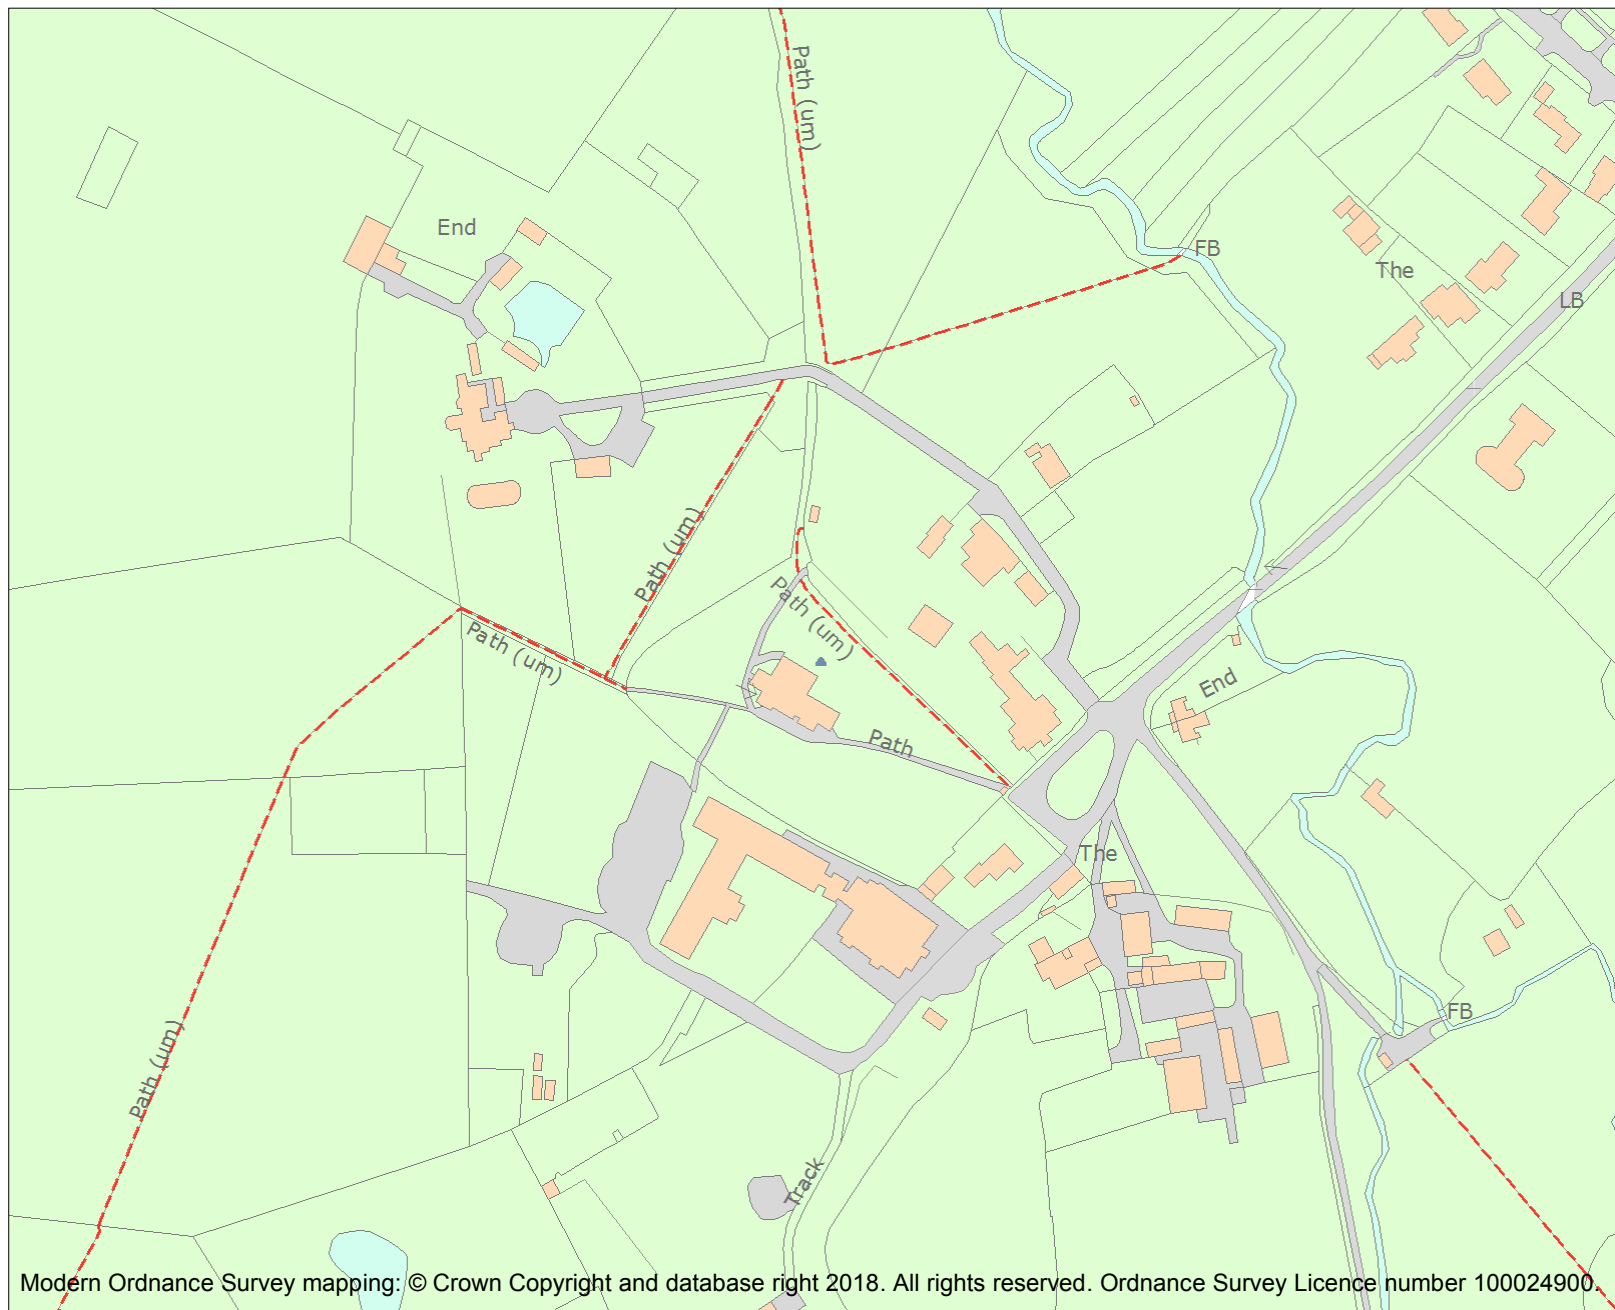 Path (um)
End
FB
The
LB
Path (um)
Path (um)
Path (um)
End
Path
The
FB
Path (um)
Track
Modern Ordnance Survey mapping: © Crown Copyright and database right 2018. All rights reserved. Ordnance Survey Licence number 100024900.